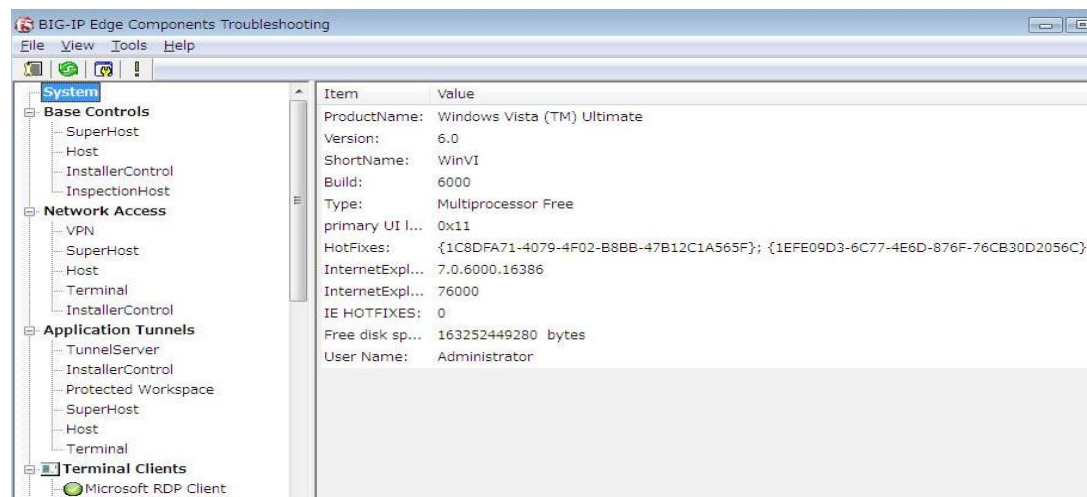 BIG-IP Edge Components Troubleshooting
File View Tools Help
System
Base Controls
SuperHost
Host
InstallerControl
InspectionHost
Network Access
VPN
SuperHost
Host
Terminal
InstallerControl
Application Tunnels
TunnelServer
InstallerControl
Protected Workspace
SuperHost
Host
Terminal
Terminal Clients
Microsoft RDP Client
Item Value
ProductName: Windows Vista (TM) Ultimate
Version: 6.0
ShortName: WinVI
Build: 6000
Type: Multiprocessor Free
primary UI l... 0x11
HotFixes: {1C8DFA71-4079-4F02-B8BB-47B12C1A565F}; {1EFE09D3-6C77-4E6D-876F-76CB30D2056C}
InternetExpl... 7.0.6000.16386
InternetExpl... 76000
IE HOTFIXES: 0
Free disk sp... 163252449280 bytes
User Name: Administrator